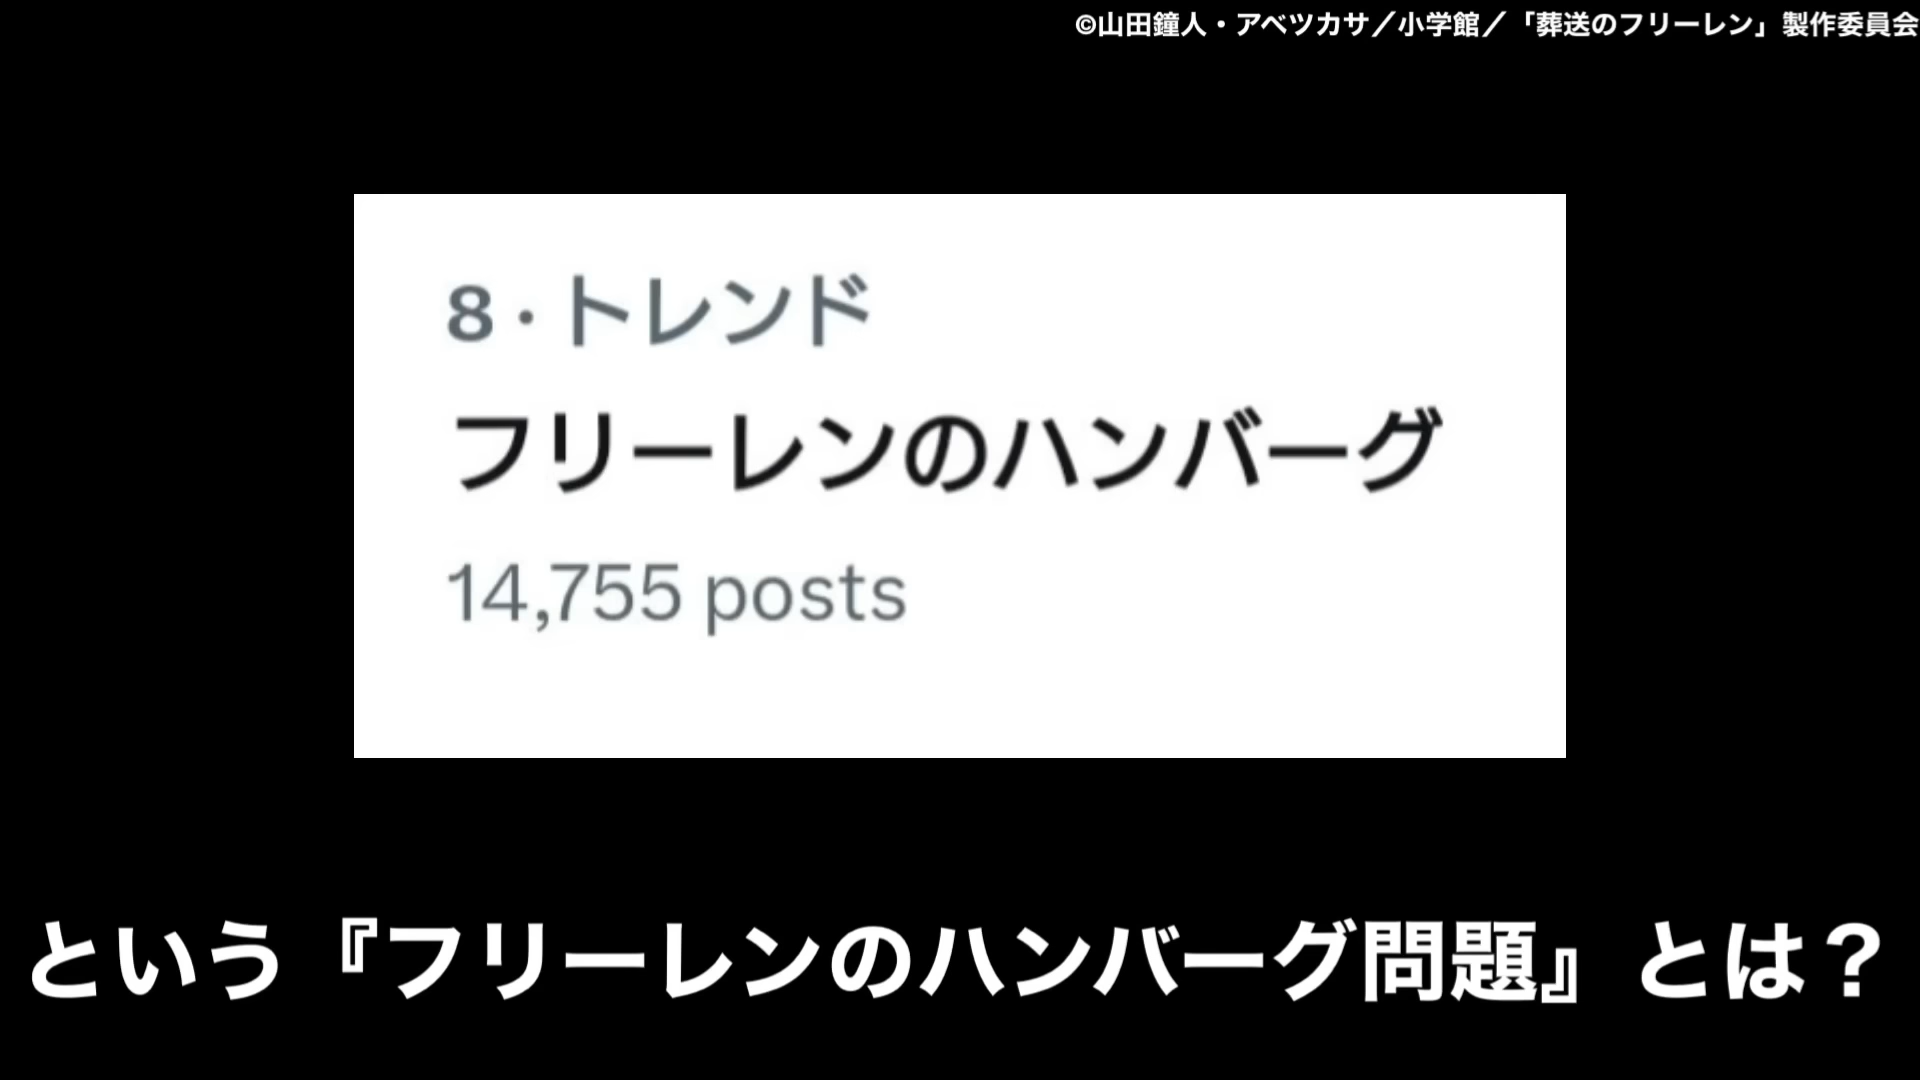 ©山田鐘人・アベツカサ／小学館／「葬送のフリーレン」製作委員会
8・トレンド
フリーレンのハンバーグ
14,755 posts
という『フリーレンのハンバーグ問題』とは？